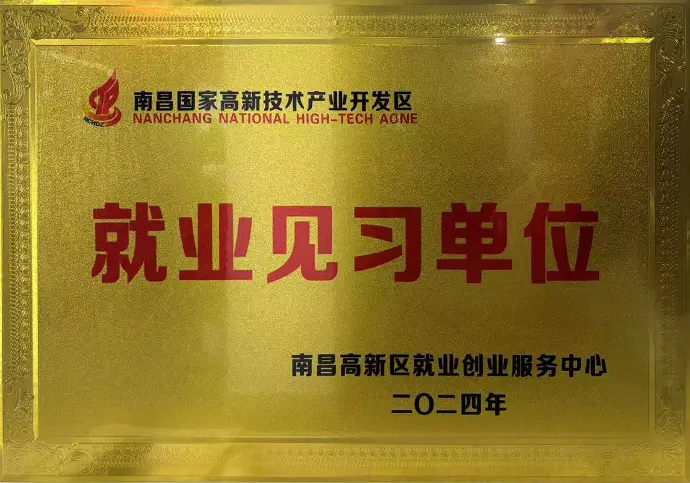 南昌国家高新技术产业开发区
NANCHANG NATIONAL HIGH-TECH AONE
NCHDZ
就业见习单位
南昌高新区就业创业服务中心
二〇二四年